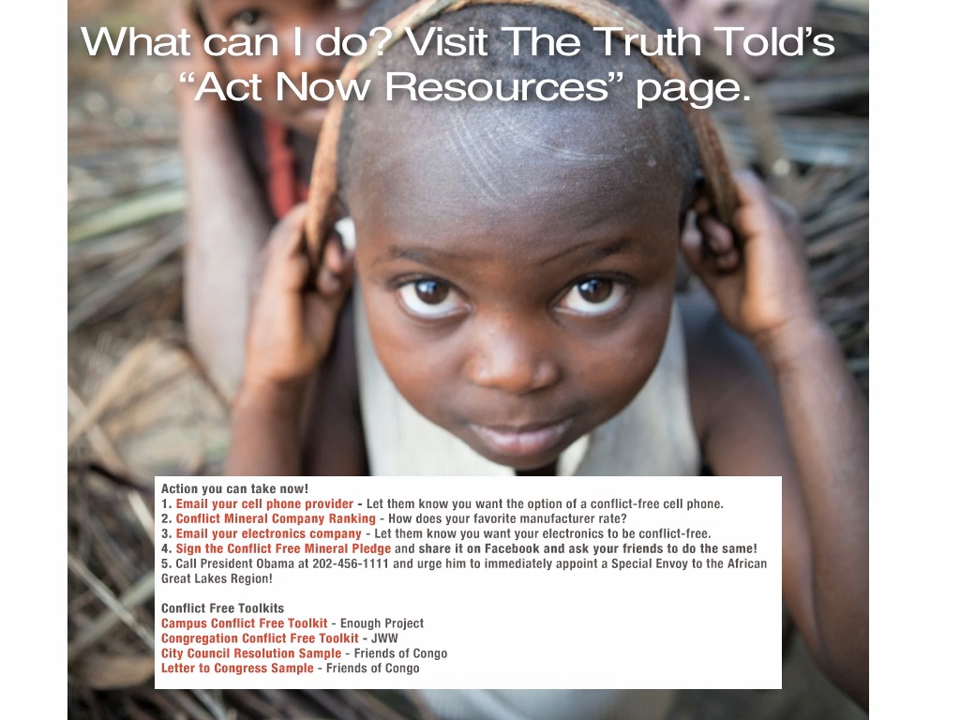 What can I do? Visit The Truth Told’s
“Act Now Resources” page.
Action you can take now!
1. Email your cell phone provider - Let them know you want the option of a conflict-free cell phone.
2. Conflict Mineral Company Ranking - How does your favorite manufacturer rate?
3. Email your electronics company - Let them know you want your electronics to be conflict-free.
4. Sign the Conflict Free Mineral Pledge and share it on Facebook and ask your friends to do the same!
5. Call President Obama at 202-456-1111 and urge him to immediately appoint a Special Envoy to the African
Great Lakes Region!
Conflict Free Toolkits
Campus Conflict Free Toolkit - Enough Project
Congregation Conflict Free Toolkit - JWW
City Council Resolution Sample - Friends of Congo
Letter to Congress Sample - Friends of Congo